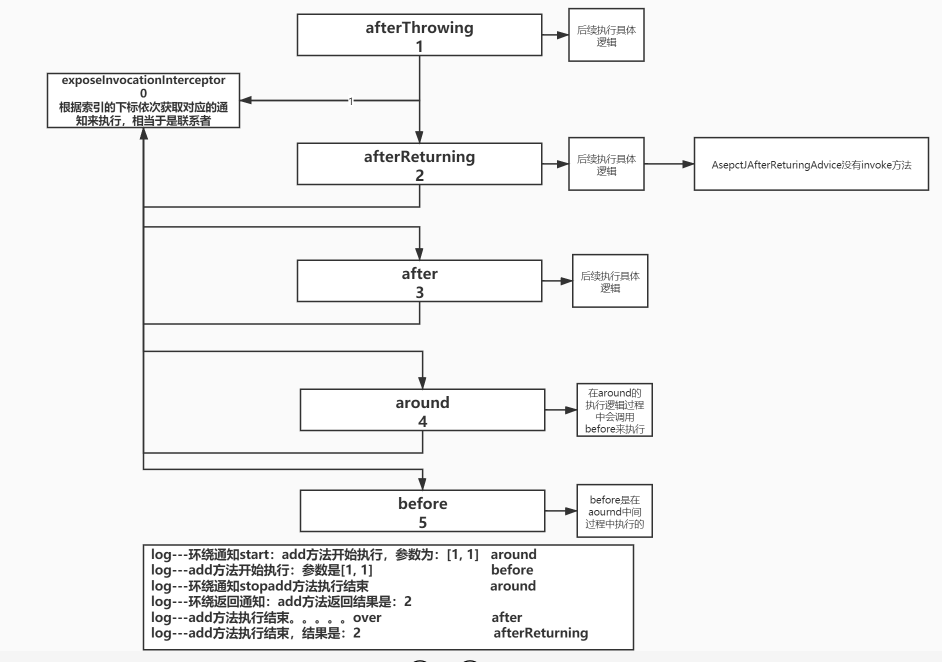 afterThrowing
1
后续执行具体
逻辑
exposeInvocationInterceptor
0
根据索引的下标依次获取对应的通
知来执行，相当于是联系者
1
afterReturning
2
后续执行具体
逻辑
AsepctJAfterReturingAdvice没有invoke方法
after
3
后续执行具体
逻辑
around
4
在around的
执行逻辑过程
中会调用
before来执行
before
5
before是在
aournd中间
过程中执行的
log---环绕通知start：add方法开始执行，参数为：[1, 1] around
log---add方法开始执行：参数是[1, 1] before
log---环绕通知stopadd方法执行结束 around
log---环绕返回通知：add方法返回结果是：2
log---add方法执行结束。。。。。over after
log---add方法执行结束，结果是：2 afterReturning